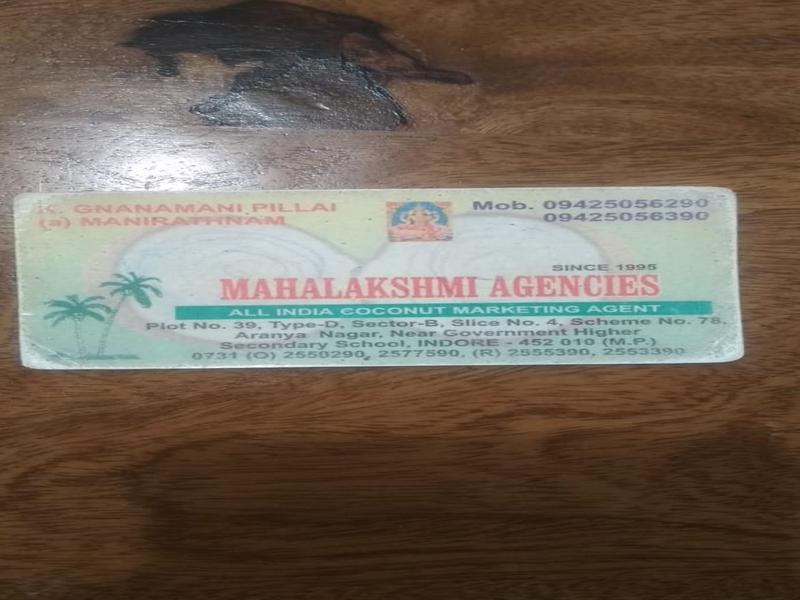 K. GNANAMANI PILLAI
(a) MANIRATHNAM
Mob. 09425056290
09425056390
SINCE 1995
MAHALAKSHMI AGENCIES
ALL INDIA COCONUT MARKETING AGENT
Plot No. 39, Type-D, Sector-B, Slice No. 4, Scheme No. 78,
Aranya Nagar, Near Government Higher
Secondary School, INDORE - 452 010 (M.P.)
0731 (O) 2550290, 2577590, (R) 2555390, 2553390